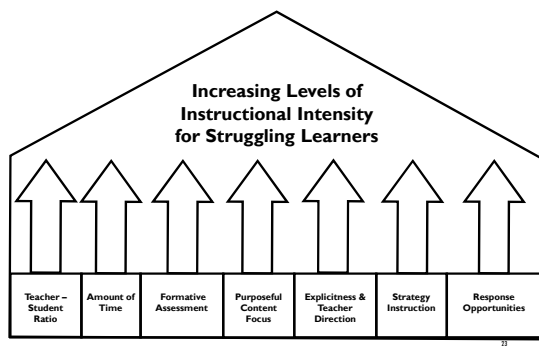 Increasing Levels of
Instructional Intensity
for Struggling Learners
Teacher –
Student
Ratio
Amount of
Time
Formative
Assessment
Purposeful
Content
Focus
Explicitness &
Teacher
Direction
Strategy
Instruction
Response
Opportunities
23